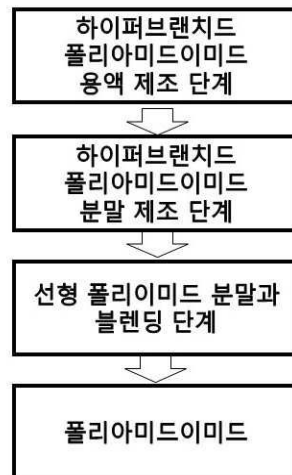 하이퍼브랜치드
폴리아미드이미드
용액 제조 단계
하이퍼브랜치드
폴리아미드이미드
분말 제조 단계
선형 폴리이미드 분말과
블렌딩 단계
폴리아미드이미드